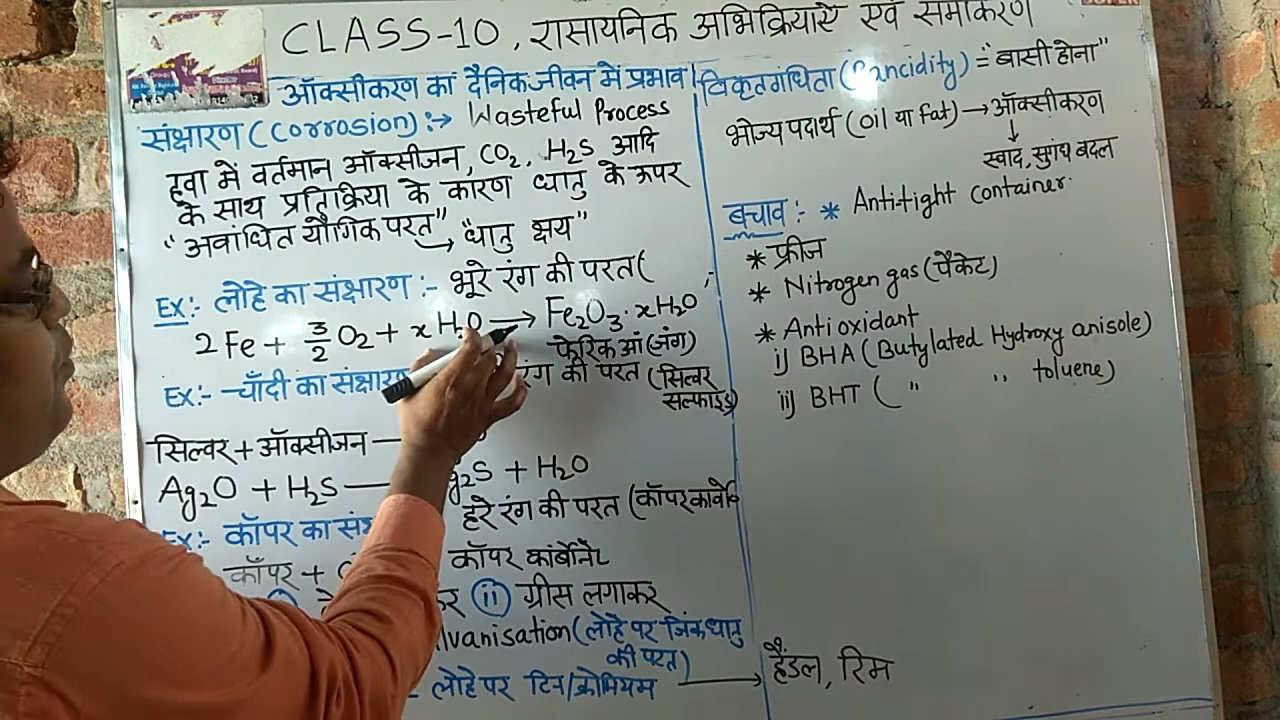 CLASS-10, रासायनिक अभिक्रियाऐं एवं समीकरण
ऑक्सीकरण का दैनिक जीवन में प्रभाव
संक्षारण (Corrosion) :→ Wasteful Process
हवा में वर्तमान ऑक्सीजन, CO₂, H₂S आदि
के साथ प्रतिक्रिया के कारण धातु के ऊपर
"अवांधित यौगिक परत" → "धातु क्षय"
Ex:- लोहे का संक्षारण :- भूरे रंग की परत (
2Fe + 3/2 O₂ + xH₂O → Fe₂O₃·xH₂O
फेरिक ऑ (जंग)
Ex:- चाँदी का संक्षारण रंग की परत (सिल्वर
सल्फाइड)
सिल्वर + ऑक्सीजन —
Ag₂O + H₂S — g₂S + H₂O
Ex:- कॉपर का हरे रंग की परत (कॉपर
कॉपर + कॉपर कार्बोनेट
(ii) ग्रीस लगाकर
lvanisation (लोहे पर जिंक धातु
की परत)
लोहे पर टिन/क्रोमियम → हैंडल, रिम
विकृतगंधिता (Rancidity) = "बासी होना"
भोज्य पदार्थ (oil या fat) → ऑक्सीकरण
↓
स्वाद, सुगंध बदल
बचाव :- * Antitight container.
* फ्रीज
* Nitrogen gas (पैकेट)
* Antioxidant
i) BHA (Butylated Hydroxy anisole)
ii) BHT ( " " toluene)